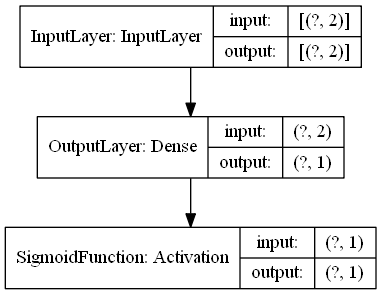 InputLayer: InputLayer
input: [(?, 2)]
output: [(?, 2)]
OutputLayer: Dense
input: (?, 2)
output: (?, 1)
SigmoidFunction: Activation
input: (?, 1)
output: (?, 1)